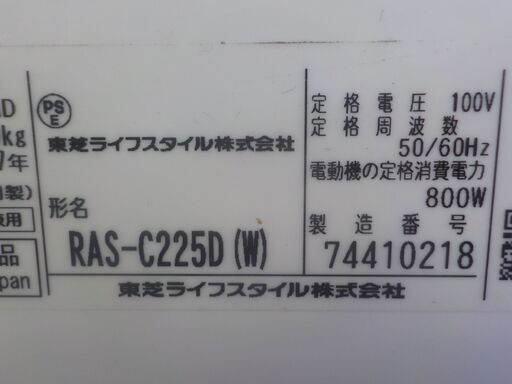 kg
年
製)
用
品
pan
PS
E
東芝ライフスタイル株式会社
形名
RAS-C225D(W)
定格電圧 100V
定格周波数
50/60Hz
電動機の定格消費電力
800W
製造番号
74410218
東芝ライフスタイル株式会社